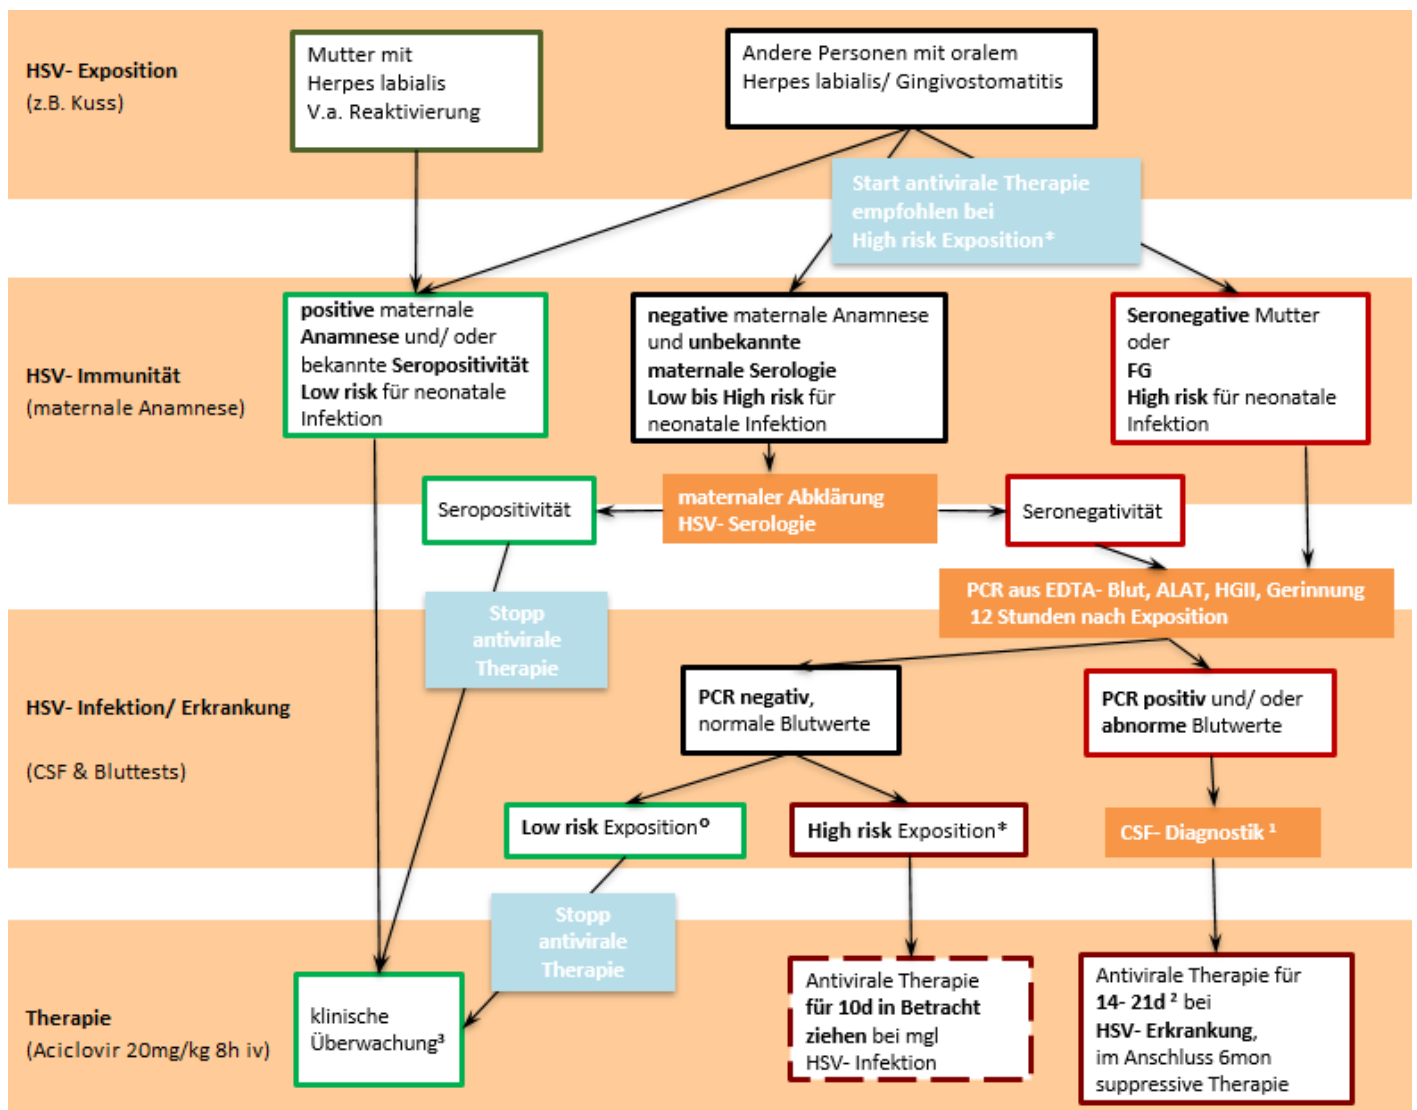 HSV- Exposition
(z.B. Kuss)
Mutter mit
Herpes labialis
V.a. Reaktivierung
Andere Personen mit oralem
Herpes labialis/ Gingivostomatitis
Start antivirale Therapie
empfohlen bei
High risk Exposition*
HSV- Immunität
(maternale Anamnese)
positive maternale
Anamnese und/ oder
bekannte Seropositivität
Low risk für neonatale
Infektion
negative maternale Anamnese
und unbekannte
maternale Serologie
Low bis High risk für
neonatale Infektion
Seronegative Mutter
oder
FG
High risk für neonatale
Infektion
Seropositivität
maternaler Abklärung
HSV- Serologie
Seronegativität
PCR aus EDTA- Blut, ALAT, HGII, Gerinnung
12 Stunden nach Exposition
Stopp
antivirale
Therapie
HSV- Infektion/ Erkrankung
(CSF & Bluttests)
PCR negativ,
normale Blutwerte
PCR positiv und/ oder
abnorme Blutwerte
Low risk Exposition°
High risk Exposition*
CSF- Diagnostik ¹
Stopp
antivirale
Therapie
Therapie
(Aciclovir 20mg/kg 8h iv)
klinische
Überwachung³
Antivirale Therapie
für 10d in Betracht
ziehen bei mgl
HSV- Infektion
Antivirale Therapie für
14- 21d ² bei
HSV- Erkrankung,
im Anschluss 6mon
suppressive Therapie